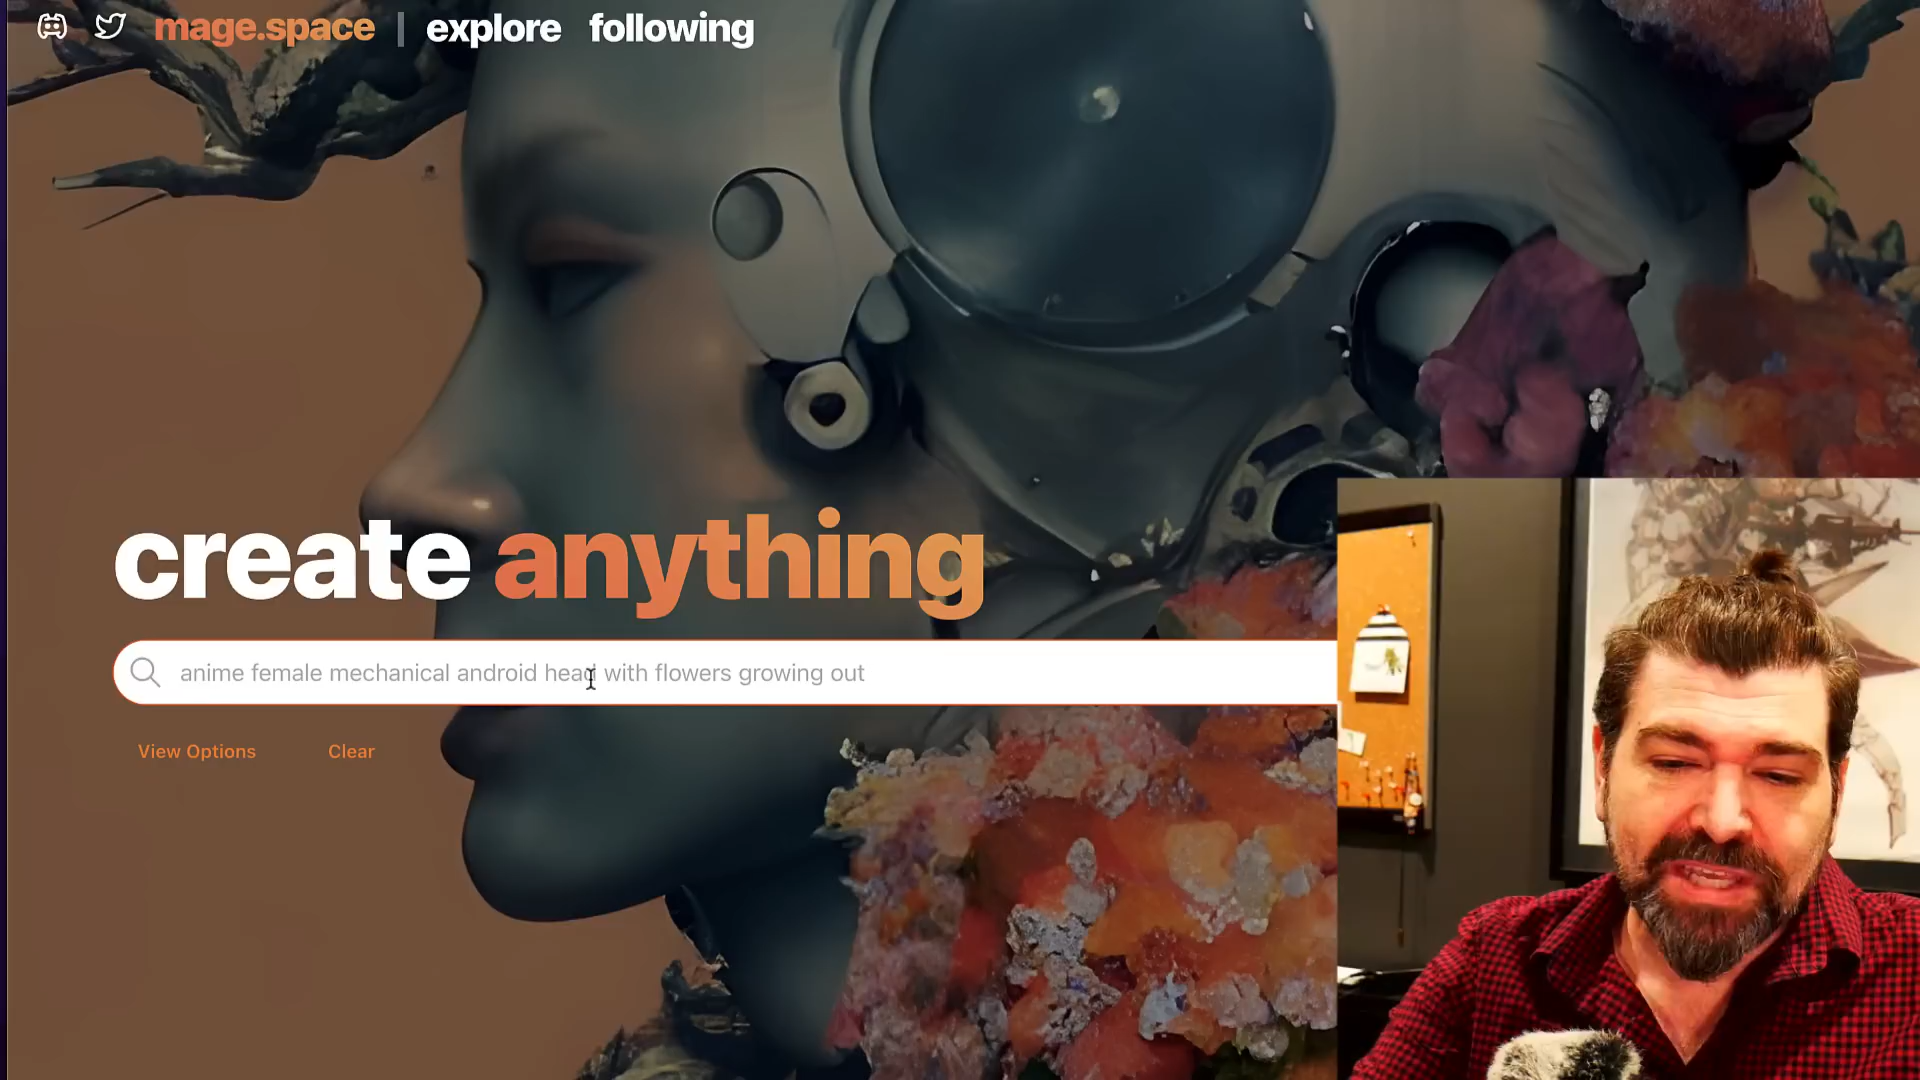 mage.space | explore following
create anything
anime female mechanical android head with flowers growing out
View Options Clear